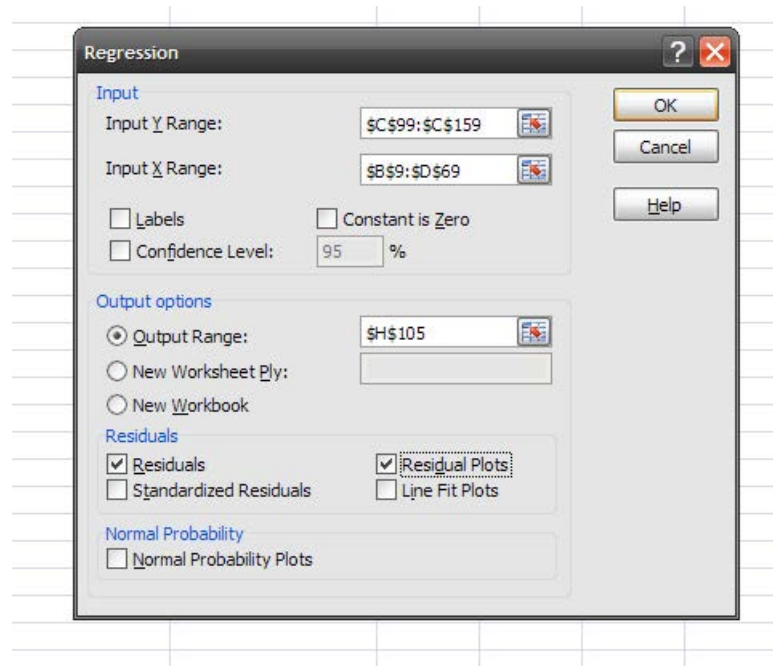 Regression
?
Input
Input Y Range: $C$99:$C$159
OK
Input X Range: $B$9:$D$69
Cancel
Help
Labels Constant is Zero
Confidence Level: 95 %
Output options
Output Range: $H$105
New Worksheet Ply:
New Workbook
Residuals
Residuals Residual Plots
Standardized Residuals Line Fit Plots
Normal Probability
Normal Probability Plots